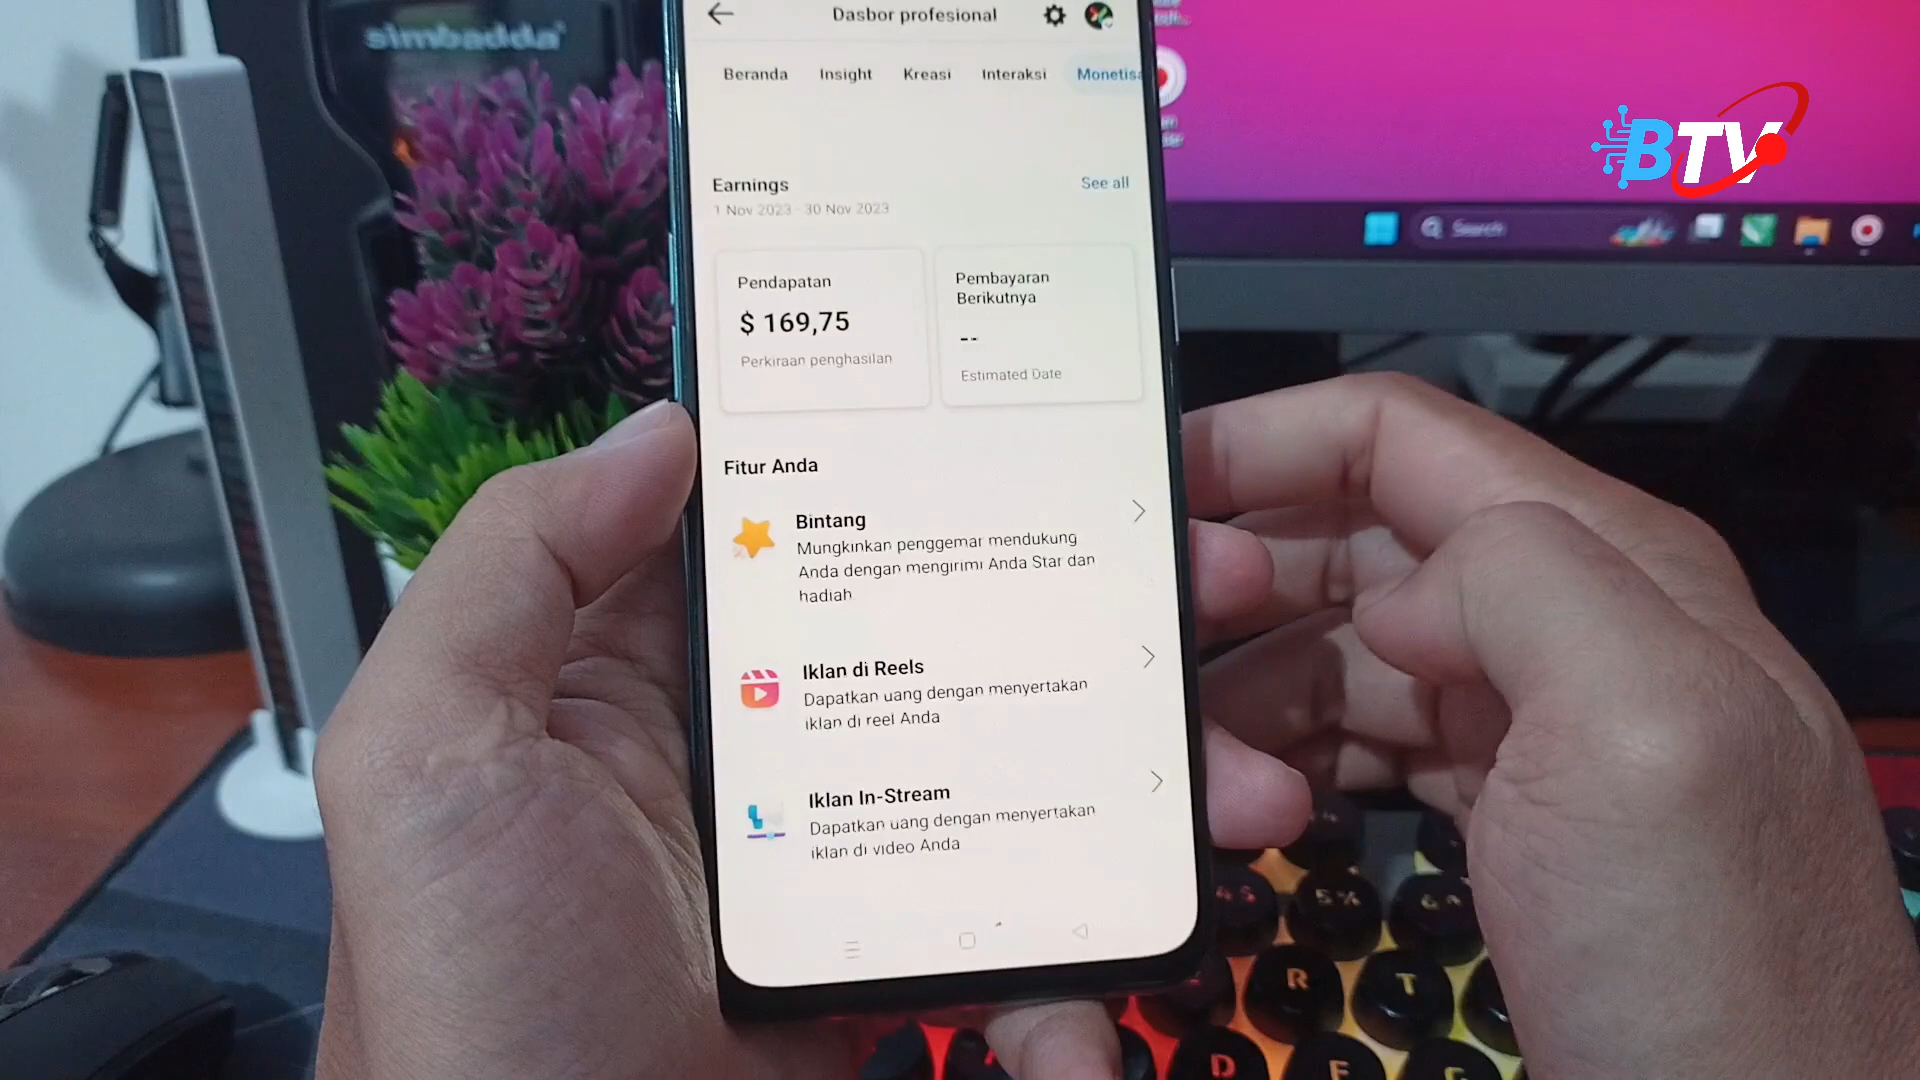 simbadda
Dasbor profesional
Beranda Insight Kreasi Interaksi Monetisa
BTV
Search
Earnings See all
1 Nov 2023 - 30 Nov 2023
Pendapatan
$ 169,75
Perkiraan penghasilan
Pembayaran
Berikutnya
--
Estimated Date
Fitur Anda
Bintang
Mungkinkan penggemar mendukung
Anda dengan mengirimi Anda Star dan
hadiah
Iklan di Reels
Dapatkan uang dengan menyertakan
iklan di reel Anda
Iklan In-Stream
Dapatkan uang dengan menyertakan
iklan di video Anda
5 %
R T
D F